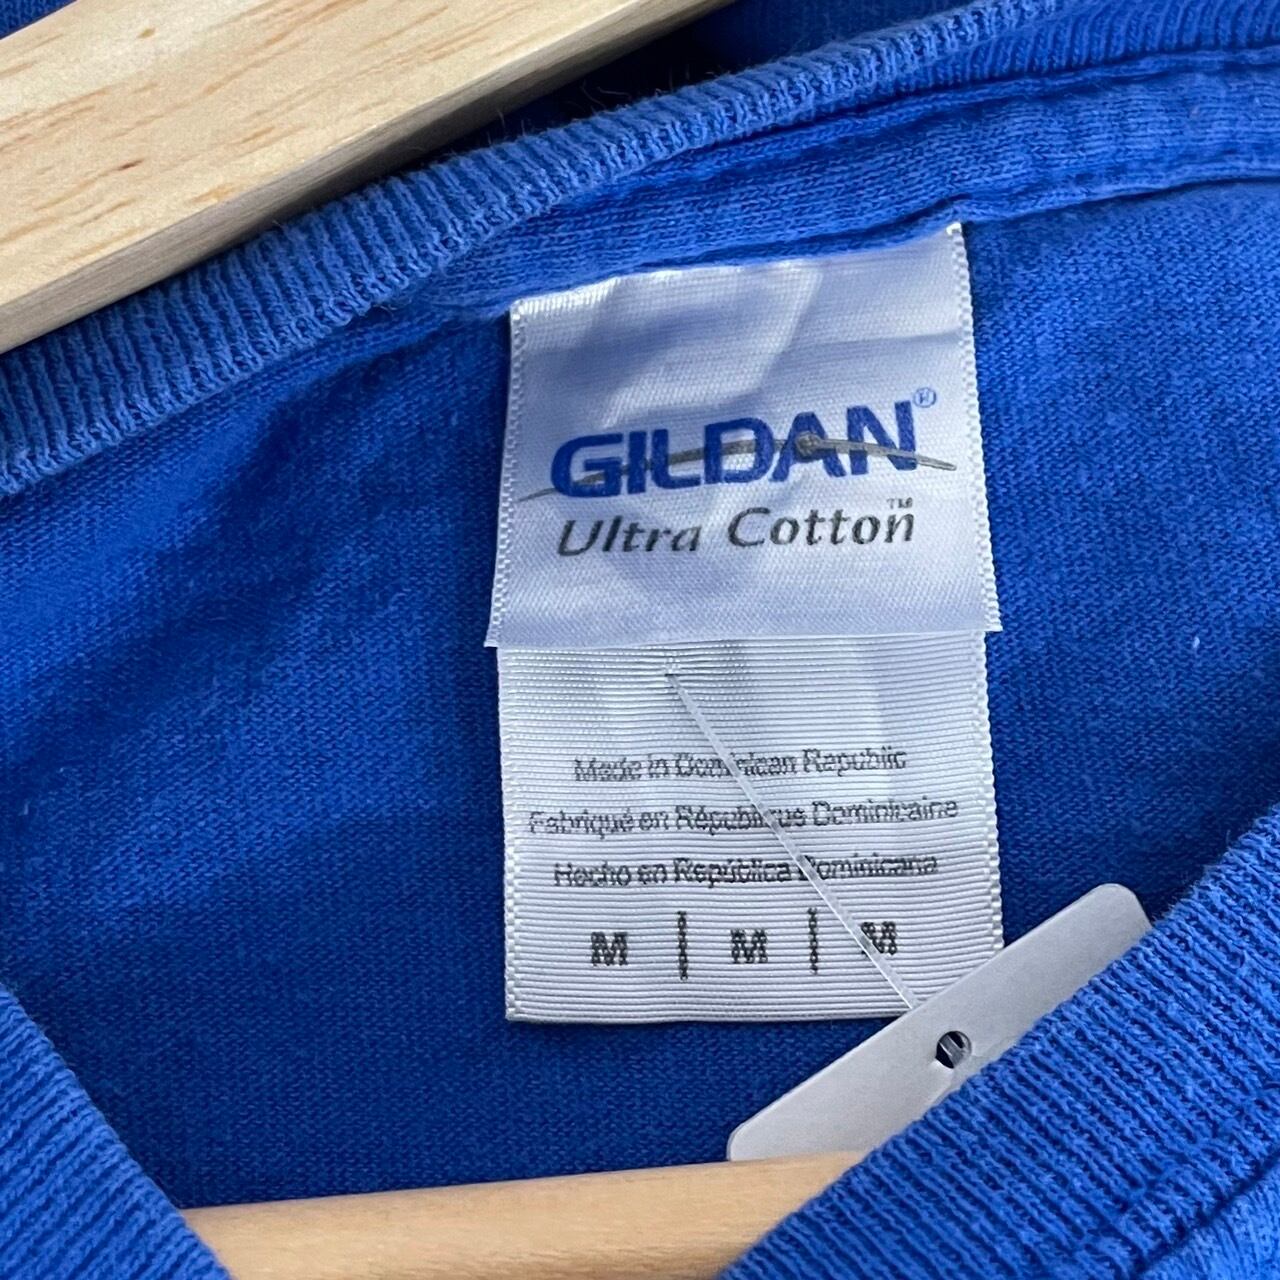 GILDAN®
Ultra Cotton™
Made in Dominican Republic
Fabriqué en République Dominicaine
Hecho en República Dominicana
M | M | M